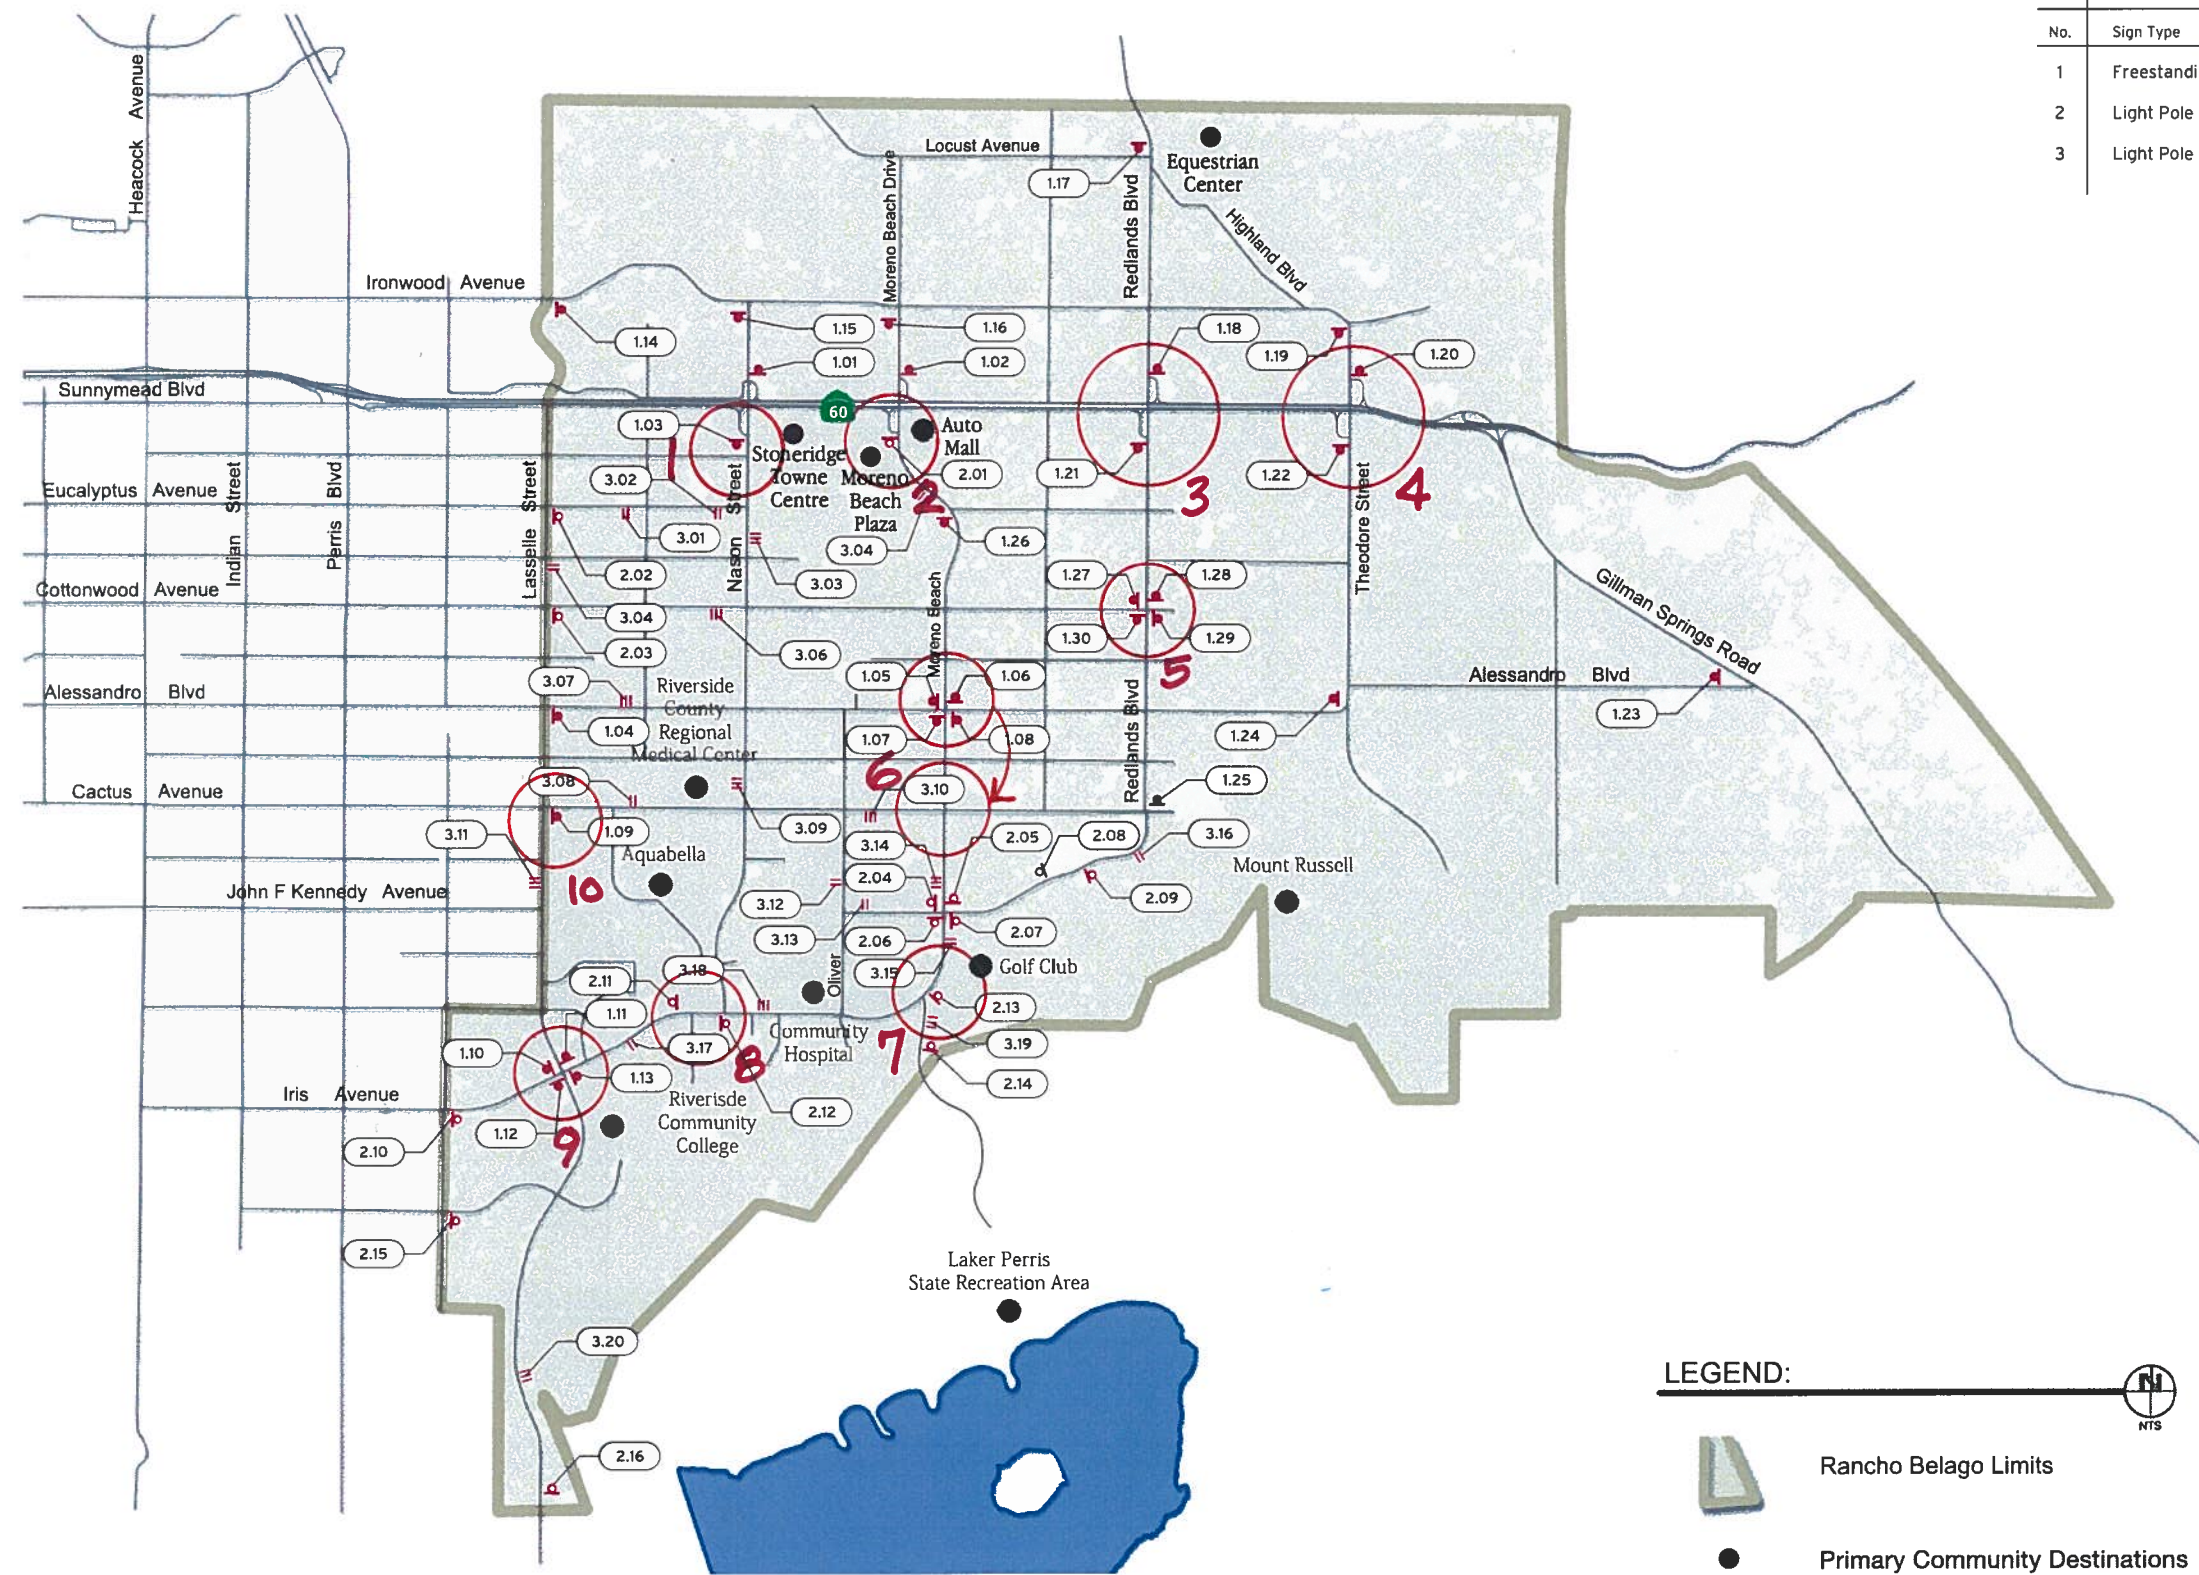 No. Sign Type
1 Freestandi
2 Light Pole
3 Light Pole
Heacock Avenue
Locust Avenue
Moreno Beach Drive
1.17
Redlands Blvd
Equestrian
Center
Highland Blvd
Ironwood Avenue
1.14
1.15
1.16
1.18
1.19
1.20
1.01
1.02
Sunnymead Blvd
60
1.03
1
Stoneridge
Towne
Centre
Auto
Mall
Moreno
Beach
Plaza
2
2.01
1.21
3
1.22
4
3.02
Eucalyptus Avenue
Indian Street
Perris Blvd
Lasselle Street
Nason Street
Theodore Street
3.01
3.04
1.26
2.02
3.03
1.27
1.28
Cottonwood Avenue
Moreno Beach
Gillman Springs Road
3.04
2.03
3.06
1.30
1.29
5
3.07
Riverside
County
Regional
Medical Center
1.05
1.06
Alessandro Blvd
Redlands Blvd
Alessandro Blvd
1.04
1.07
1.08
1.24
1.23
6
3.08
3.10
1.25
Cactus Avenue
3.11
1.09
3.09
3.14
2.05
2.08
3.16
Aquabella
Mount Russell
10
2.04
John F Kennedy Avenue
3.12
2.09
3.13
2.06
2.07
3.18
Oliver
3.15
Golf Club
2.11
1.11
2.13
Community
Hospital
7
1.10
3.17
3.19
8
1.13
2.14
Iris Avenue
Riverisde
Community
College
2.12
1.12
9
2.10
2.15
Laker Perris
State Recreation Area
3.20
2.16
LEGEND:
N
NTS
Rancho Belago Limits
Primary Community Destinations